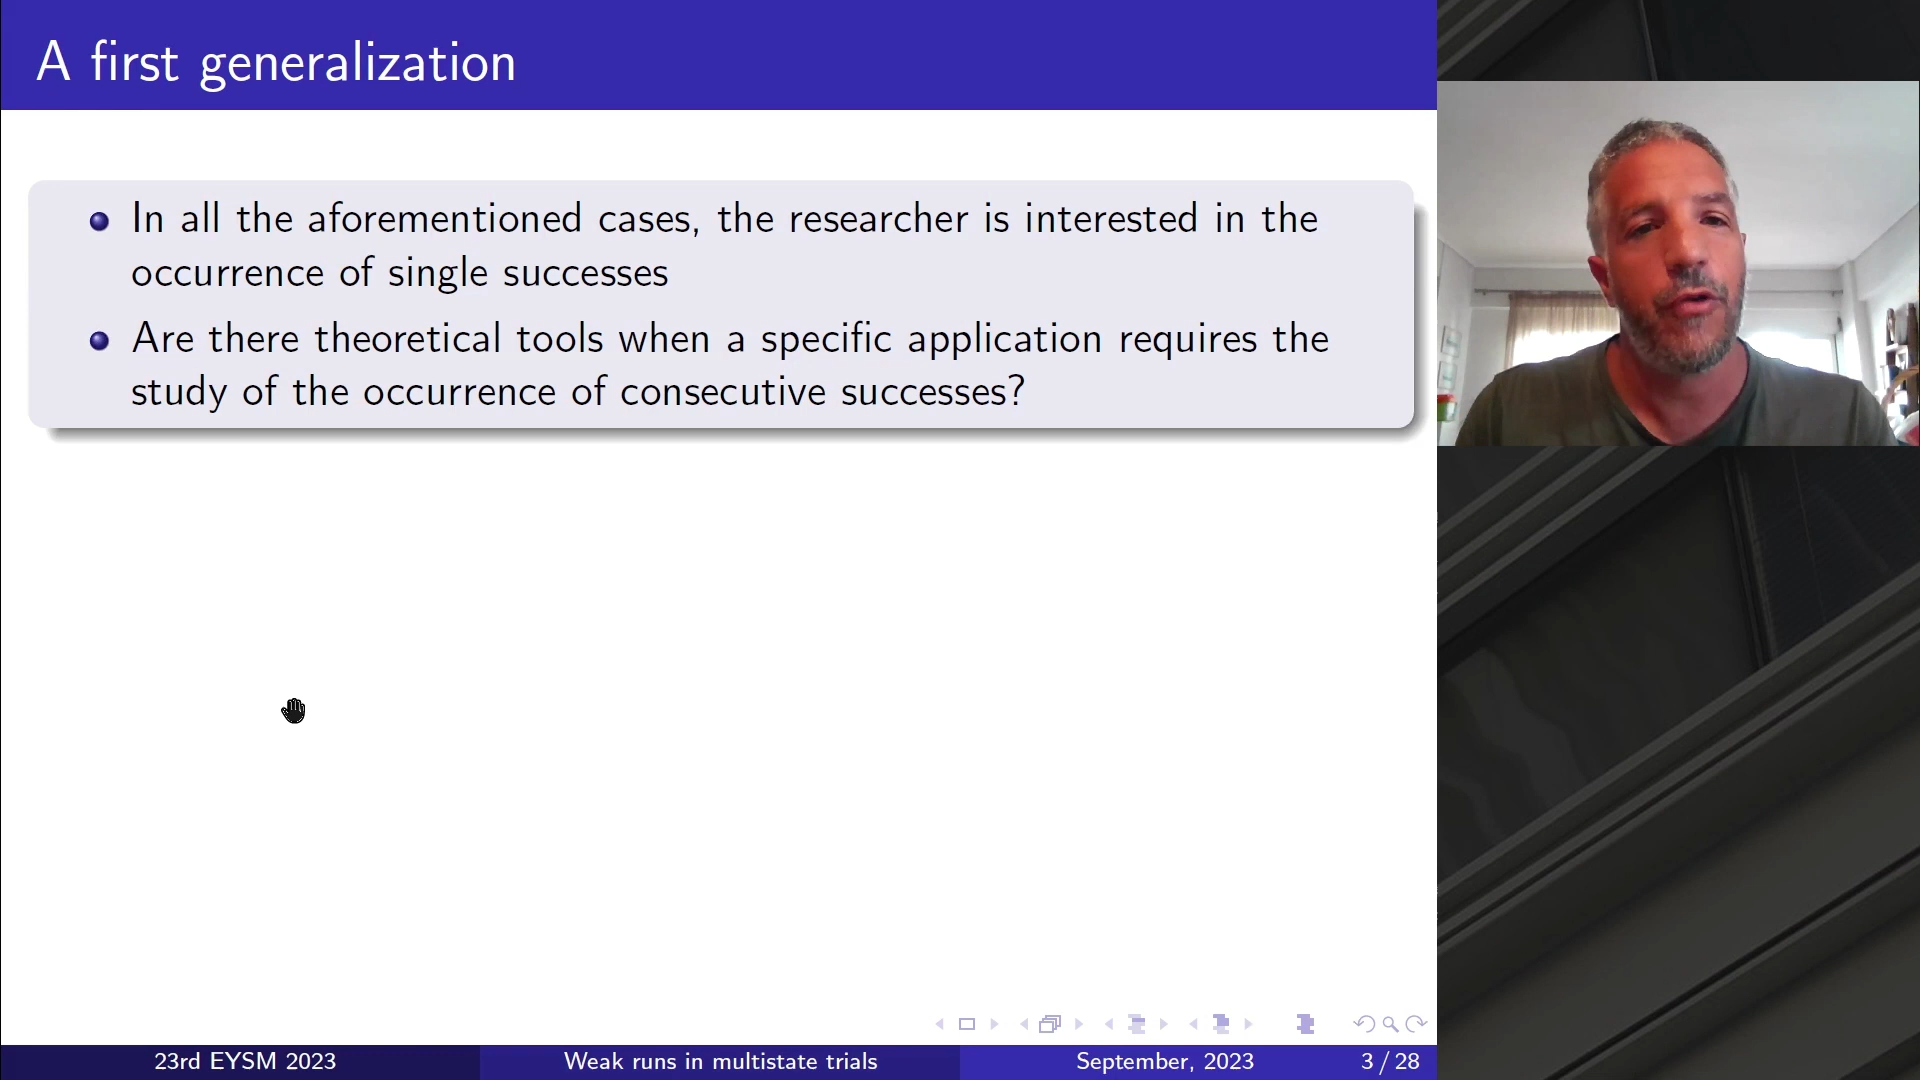 A first generalization
In all the aforementioned cases, the researcher is interested in the
occurrence of single successes
Are there theoretical tools when a specific application requires the
study of the occurrence of consecutive successes?
23rd EYSM 2023
Weak runs in multistate trials
September, 2023
3 / 28